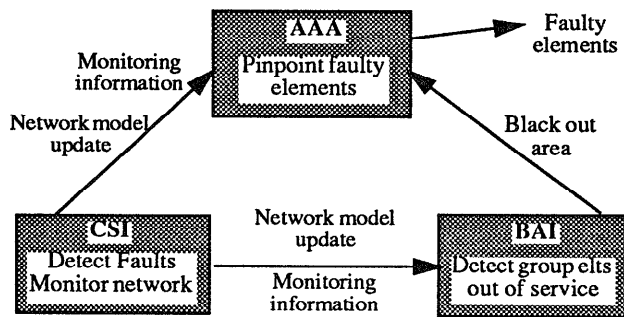 AAA
Pinpoint faulty
elements
Faulty
elements
Monitoring
information
Network model
update
Black out
area
CSI
Detect Faults
Monitor network
Network model
update
Monitoring
information
BAI
Detect group elts
out of service